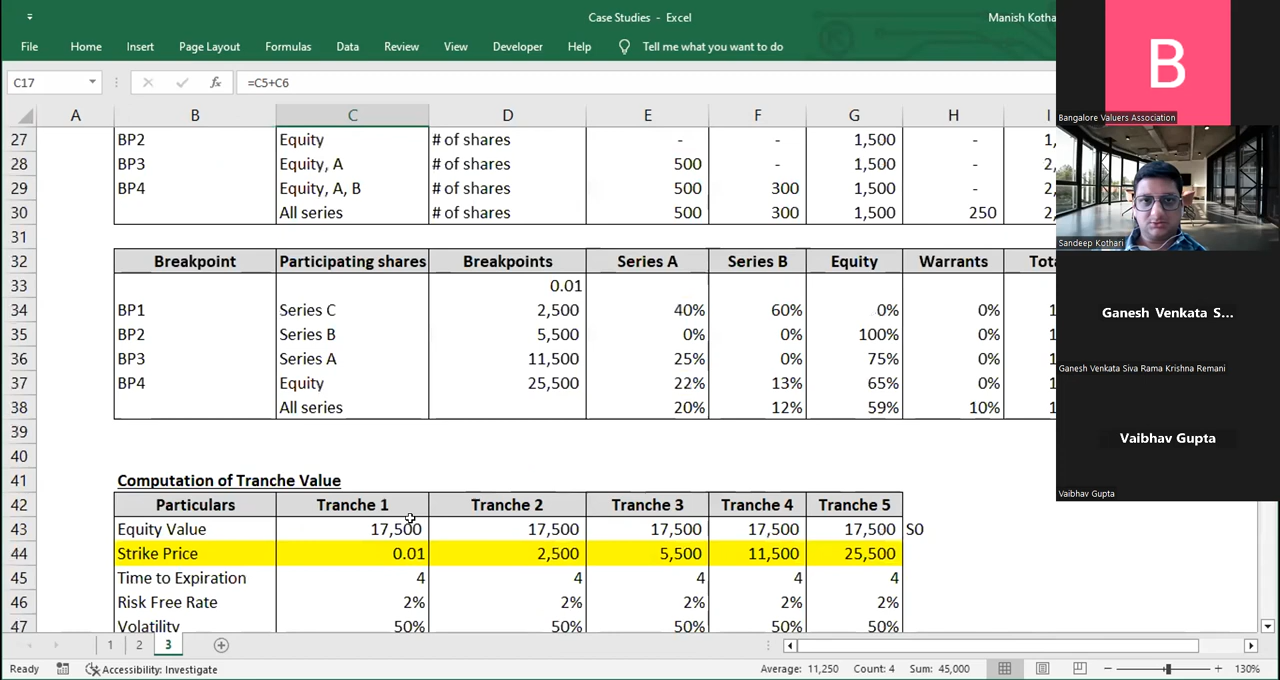 Case Studies - Excel
Manish Kotha
File Home Insert Page Layout Formulas Data Review View Developer Help Tell me what you want to do
C17 fx =C5+C6
A B C D E F G H I
27 BP2 Equity # of shares - - 1,500 - 1,
28 BP3 Equity, A # of shares 500 - 1,500 - 2,
29 BP4 Equity, A, B # of shares 500 300 1,500 - 2,
30 All series # of shares 500 300 1,500 250 2,
31
32 Breakpoint Participating shares Breakpoints Series A Series B Equity Warrants Tot
33 0.01
34 BP1 Series C 2,500 40% 60% 0% 0% 1
35 BP2 Series B 5,500 0% 0% 100% 0% 1
36 BP3 Series A 11,500 25% 0% 75% 0% 1
37 BP4 Equity 25,500 22% 13% 65% 0% 1
38 All series 20% 12% 59% 10% 1
39
40
41 Computation of Tranche Value
42 Particulars Tranche 1 Tranche 2 Tranche 3 Tranche 4 Tranche 5
43 Equity Value 17,500 17,500 17,500 17,500 17,500 S0
44 Strike Price 0.01 2,500 5,500 11,500 25,500
45 Time to Expiration 4 4 4 4 4
46 Risk Free Rate 2% 2% 2% 2% 2%
47 Volatility 50% 50% 50% 50% 50%
1 2 3
Ready Accessibility: Investigate Average: 11,250 Count: 4 Sum: 45,000 130%
B
Bangalore Valuers Association
Sandeep Kothari
Ganesh Venkata S...
Ganesh Venkata Siva Rama Krishna Remani
Vaibhav Gupta
Vaibhav Gupta